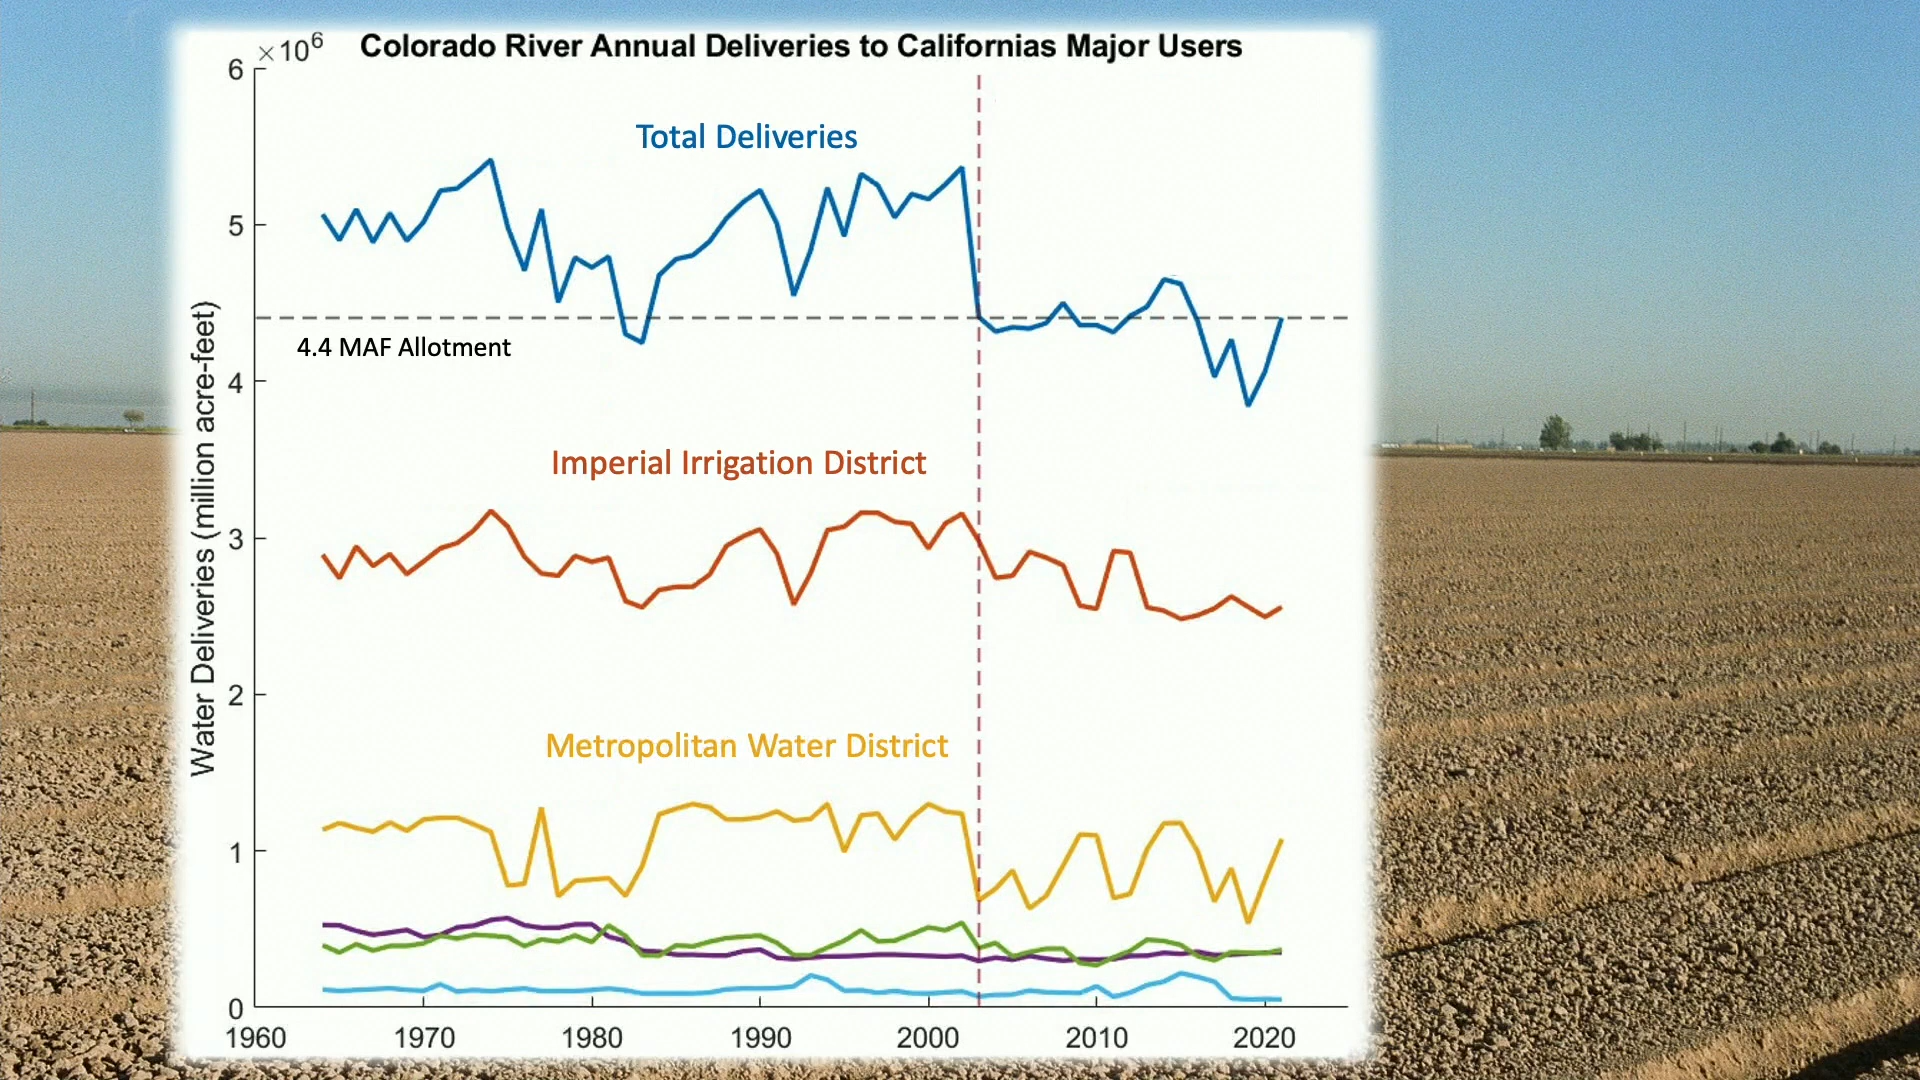 ×10⁶
Colorado River Annual Deliveries to Californias Major Users
6
Total Deliveries
5
4.4 MAF Allotment
4
Water Deliveries (million acre-feet)
Imperial Irrigation District
3
2
Metropolitan Water District
1
0
1960 1970 1980 1990 2000 2010 2020